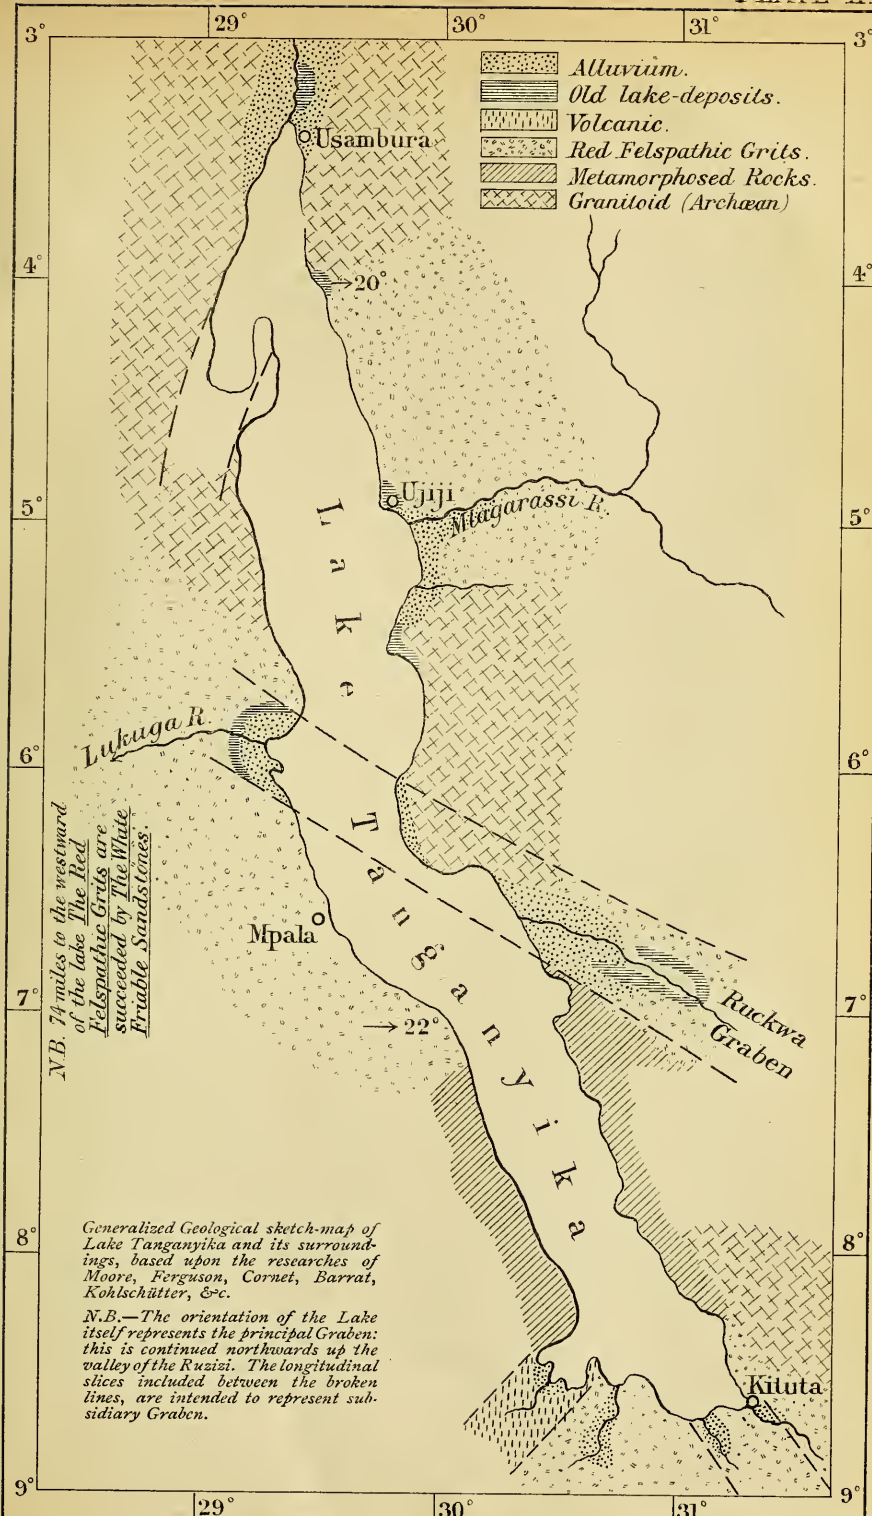 29° 30° 31°
3° 3°
Alluvium.
Old lake-deposits.
Volcanic.
Red Felspathic Grits.
Metamorphosed Rocks.
Granitoid (Archæan)
Usambura
4° 4°
→20°
Ujiji
Mlagarassi R.
5° 5°
Lake
Lukuga R.
6° 6°
Tanganyika
N.B. 74 miles to the westward
of the lake The Red
Felspathic Grits are
succeeded by The White
Friable Sandstones.
Mpala
7° 7°
→22°
Ruckwa
Graben
8° 8°
Generalized Geological sketch-map of
Lake Tanganyika and its surround-
ings, based upon the researches of
Moore, Ferguson, Cornet, Barrat,
Kohlschütter, &c.
N.B.—The orientation of the Lake
itself represents the principal Graben:
this is continued northwards up the
valley of the Ruzizi. The longitudinal
slices included between the broken
lines, are intended to represent sub-
sidiary Graben.
Kituta
9° 9°
29° 30° 31°